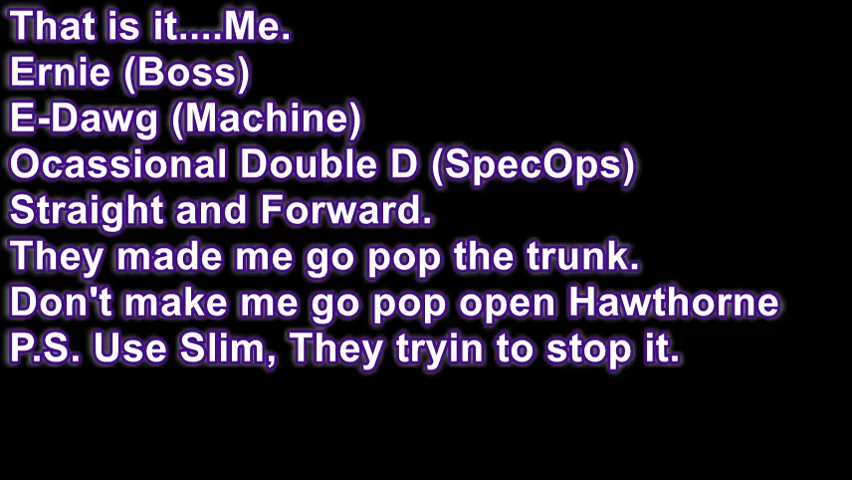 That is it....Me.
Ernie (Boss)
E-Dawg (Machine)
Ocassional Double D (SpecOps)
Straight and Forward.
They made me go pop the trunk.
Don't make me go pop open Hawthorne
P.S. Use Slim, They tryin to stop it.